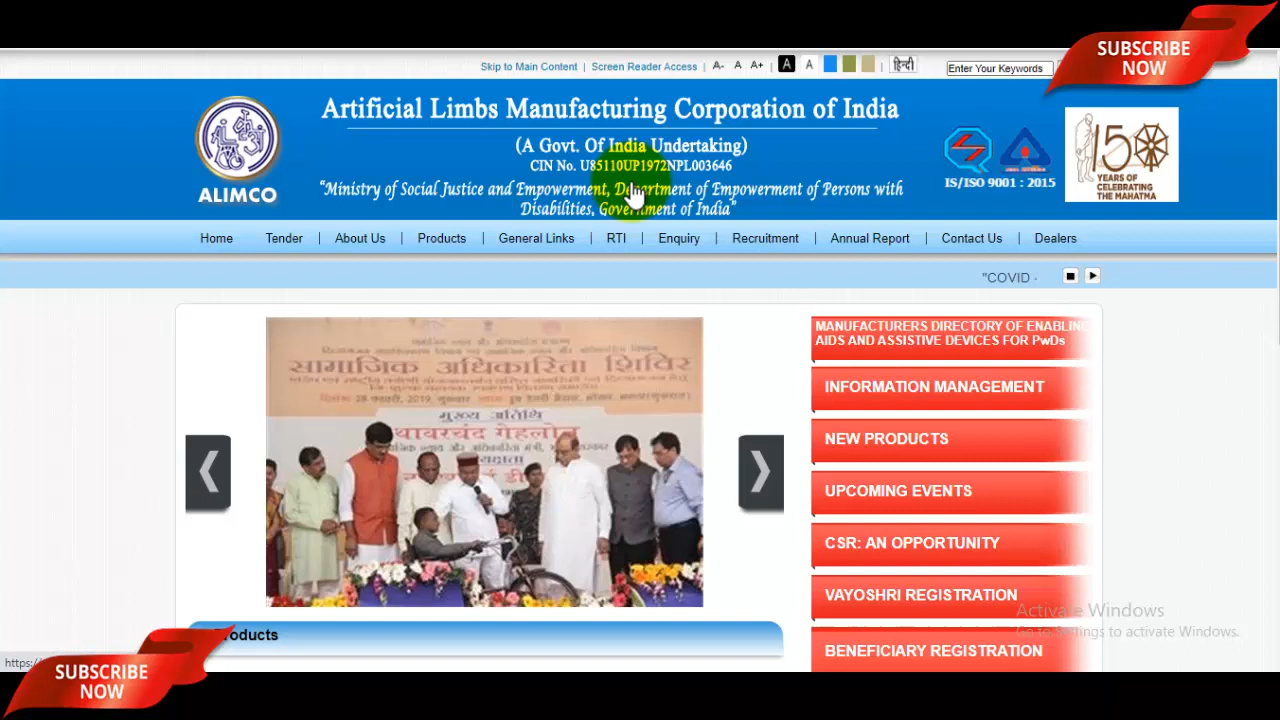 SUBSCRIBE
NOW
Skip to Main Content | Screen Reader Access | A- A A+ | A A | हिन्दी
Enter Your Keywords
Artificial Limbs Manufacturing Corporation of India
(A Govt. Of India Undertaking)
CIN No. U85110UP1972NPL003646
"Ministry of Social Justice and Empowerment, Department of Empowerment of Persons with
Disabilities, Government of India"
ALIMCO
IS/ISO 9001 : 2015
150
YEARS OF
CELEBRATING
THE MAHATMA
Home Tender | About Us | Products | General Links | RTI | Enquiry | Recruitment | Annual Report | Contact Us | Dealers
"COVID -
सामाजिक अधिकारिता शिविर
मुख्य अतिथि
थावरचंद गेहलोत
MANUFACTURERS DIRECTORY OF ENABLING
AIDS AND ASSISTIVE DEVICES FOR PwDs
INFORMATION MANAGEMENT
NEW PRODUCTS
UPCOMING EVENTS
CSR: AN OPPORTUNITY
VAYOSHRI REGISTRATION
BENEFICIARY REGISTRATION
Activate Windows
Go to Settings to activate Windows.
Products
https:/
SUBSCRIBE
NOW